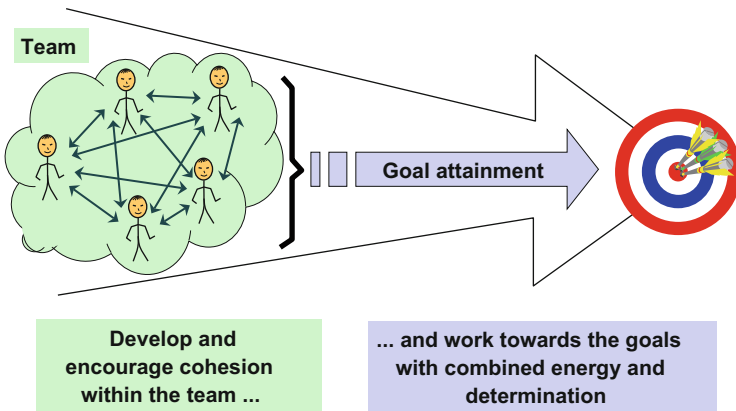 Team
Goal attainment
Develop and
encourage cohesion
within the team ...
... and work towards the goals
with combined energy and
determination